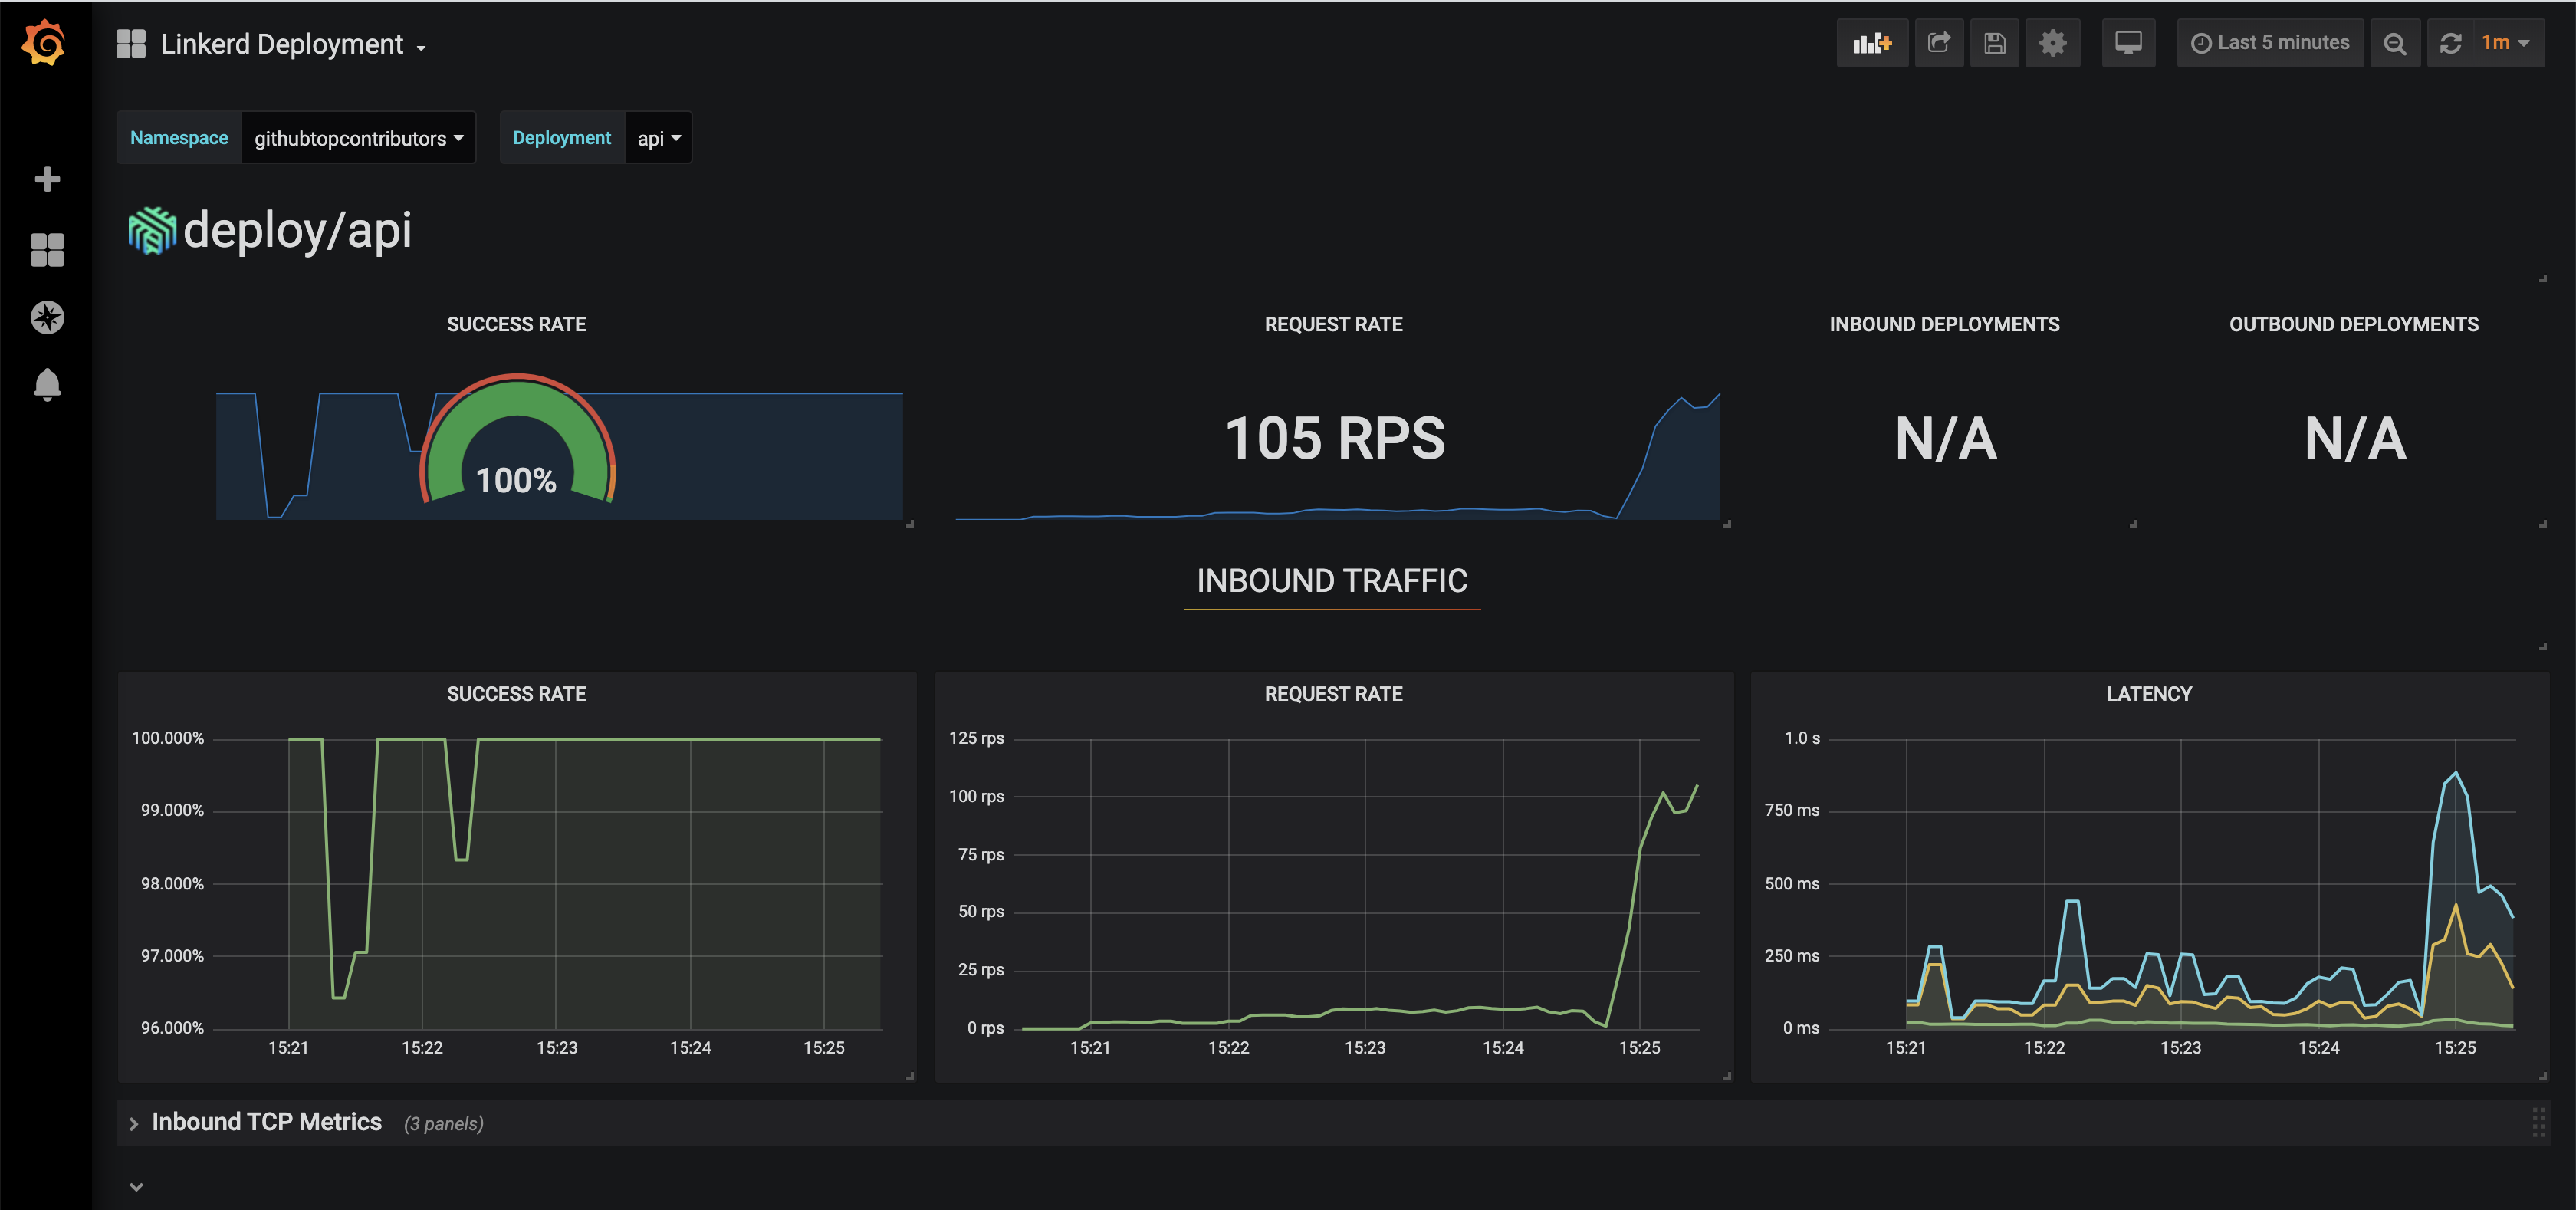 Linkerd Deployment
Last 5 minutes
1m
Namespace githubtopcontributors
Deployment api
deploy/api
SUCCESS RATE
100%
REQUEST RATE
105 RPS
INBOUND DEPLOYMENTS
N/A
OUTBOUND DEPLOYMENTS
N/A
INBOUND TRAFFIC
SUCCESS RATE
100.000%
99.000%
98.000%
97.000%
96.000%
15:21 15:22 15:23 15:24 15:25
REQUEST RATE
125 rps
100 rps
75 rps
50 rps
25 rps
0 rps
15:21 15:22 15:23 15:24 15:25
LATENCY
1.0 s
750 ms
500 ms
250 ms
0 ms
15:21 15:22 15:23 15:24 15:25
Inbound TCP Metrics (3 panels)